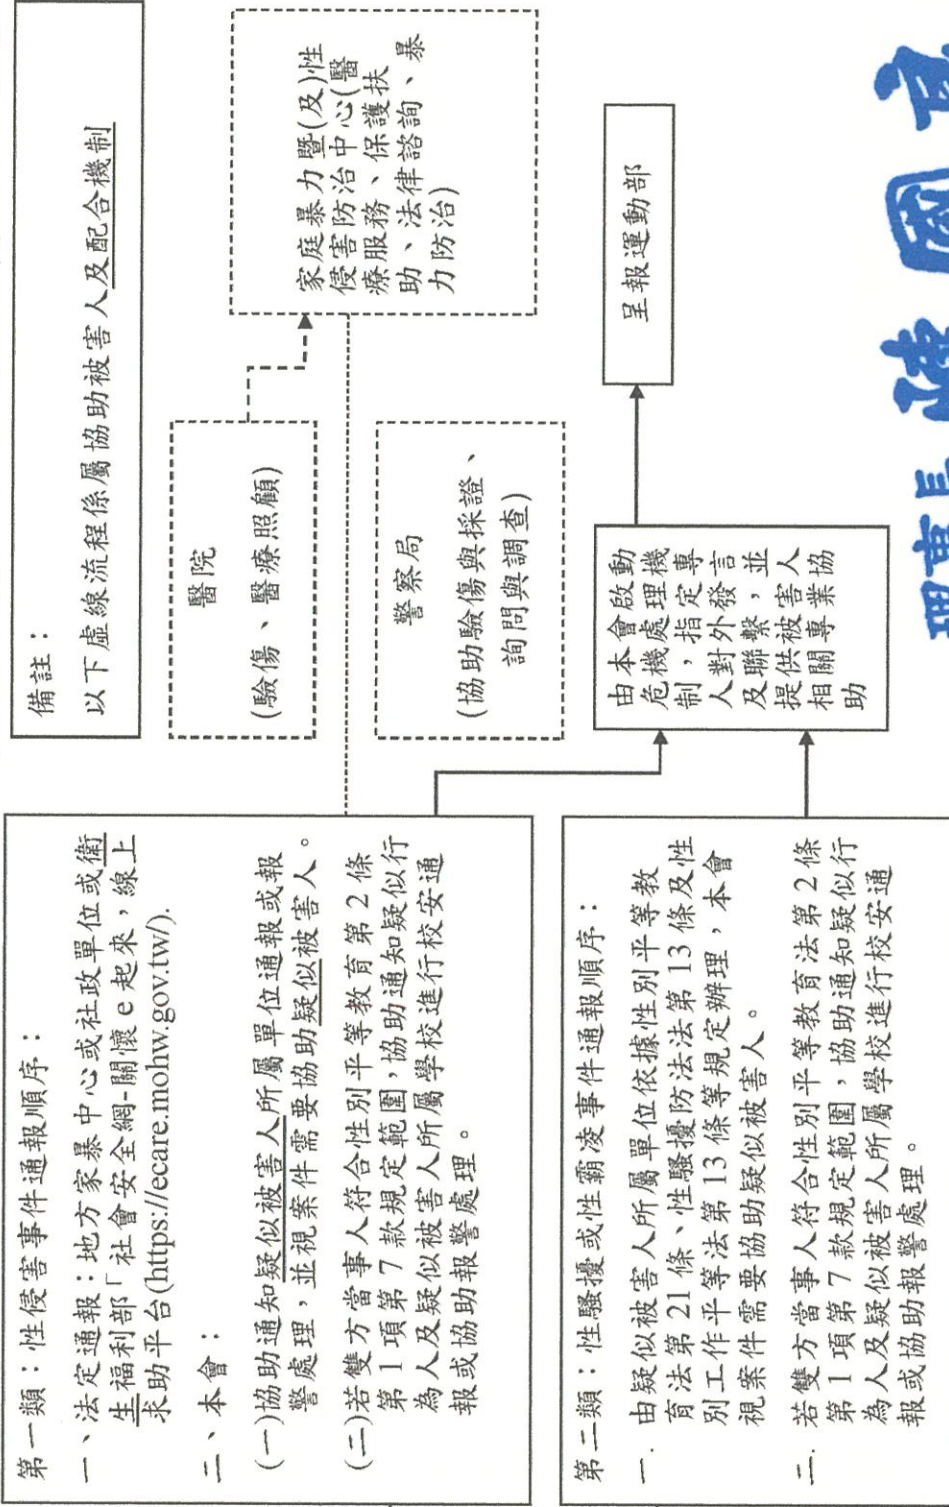 備註：
以下虛線流程係屬協助被害人及配合機制
第一類：性侵害事件通報順序：
一、法定通報：地方家暴中心或社政單位或衛
生福利部「社會安全網-關懷 e 起來，線上
求助平台(https://ecare.mohw.gov.tw/).
二、本會：
(一)協助通知疑似被害人所屬單位通報或報
警處理，並視案件需要協助疑似被害人。
(二)若雙方當事人符合性別平等教育第 2 條
第 1 項第 7 款規定範圍，協助通知疑似行
為人及疑似被害人所屬學校進行校安通
報或協助報警處理。
醫院
(驗傷、醫療照顧)
家庭暴力暨(及)性
侵害防治中心(醫
療服務、保護扶
助、法律諮詢、暴
力防治)
警察局
(協助驗傷與採證、
詢問與調查)
第二類：性騷擾或性霸凌事件通報順序：
一. 由疑似被害人所屬單位依據性別平等教
育法第 21 條、性騷擾防法法第 13 條及性
別工作平等法第 13 條等規定辦理，本會
視案件需要協助疑似被害人。
二. 若雙方當事人符合性別平等教育法第 2 條
第 1 項第 7 款規定範圍，協助通知疑似行
為人及疑似被害人所屬學校進行校安通
報或協助報警處理。
由本會啟動
危機處理機
制，指定專
人對外發言
及聯繫，並
提供被害人
相關專業協
助
呈報運動部
理事長